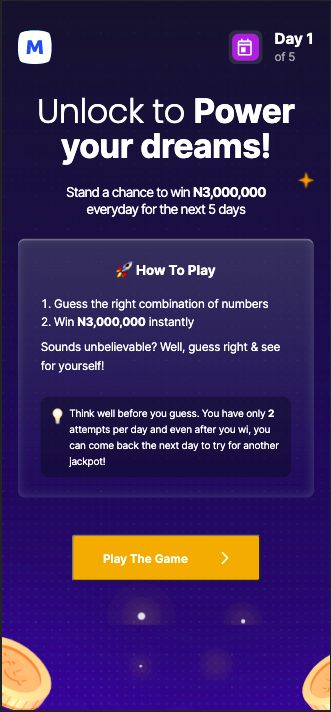 M
Day 1
of 5
Unlock to Power
your dreams!
Stand a chance to win N3,000,000
everyday for the next 5 days
🚀 How To Play
1. Guess the right combination of numbers
2. Win N3,000,000 instantly
Sounds unbelievable? Well, guess right & see
for yourself!
Think well before you guess. You have only 2
attempts per day and even after you wi, you
can come back the next day to try for another
jackpot!
Play The Game